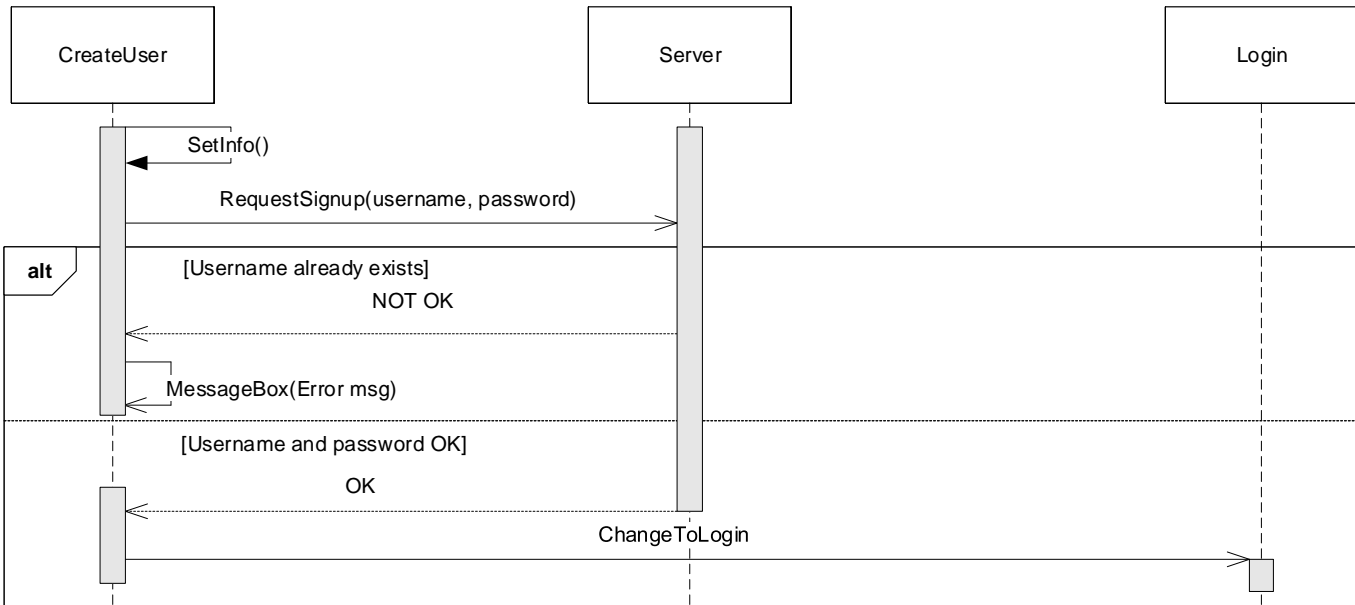 CreateUser
Server
Login
SetInfo()
RequestSignup(username, password)
alt
[Username already exists]
NOT OK
MessageBox(Error msg)
[Username and password OK]
OK
ChangeToLogin